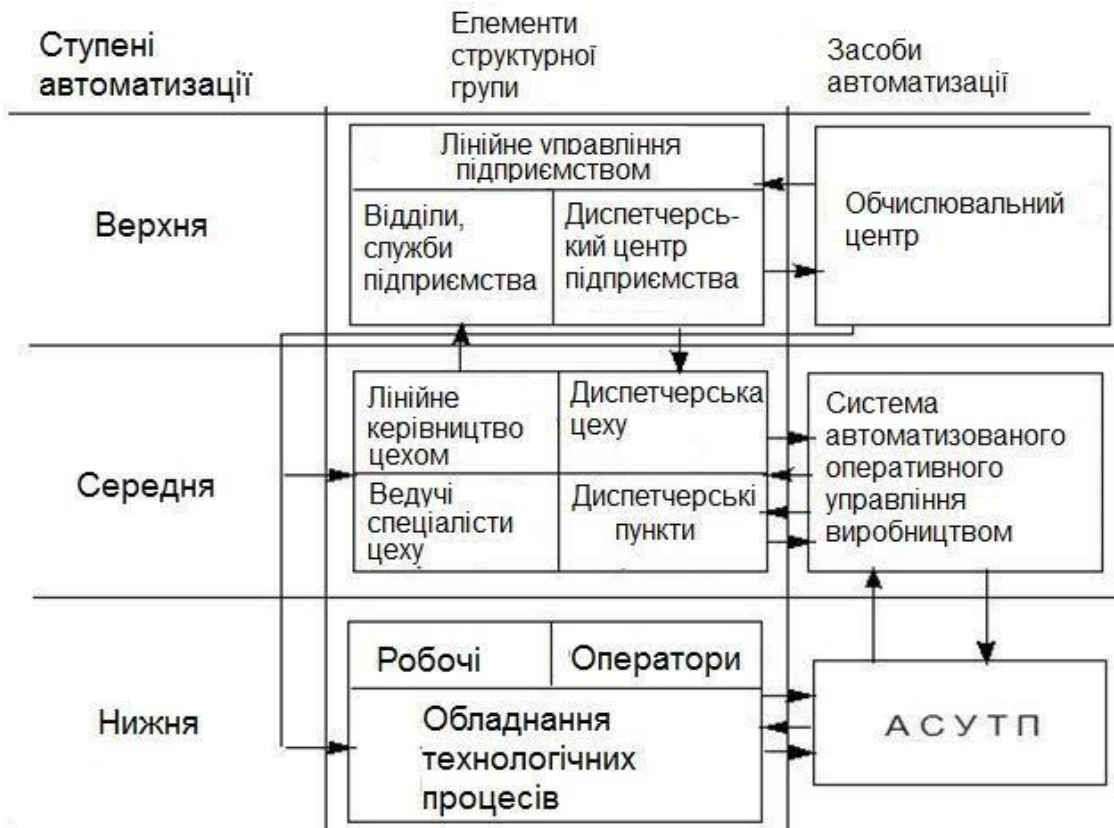 Ступені
автоматизації
Елементи
структурної
групи
Засоби
автоматизації
Верхня
Лінійне управління
підприємством
Відділи,
служби
підприємства
Диспетчерсь-
кий центр
підприємства
Обчислювальний
центр
Середня
Лінійне
керівництво
цехом
Диспетчерська
цеху
Ведучі
спеціалісти
цеху
Диспетчерські
пункти
Система
автоматизованого
оперативного
управління
виробництвом
Нижня
Робочі
Оператори
Обладнання
технологічних
процесів
А С У Т П